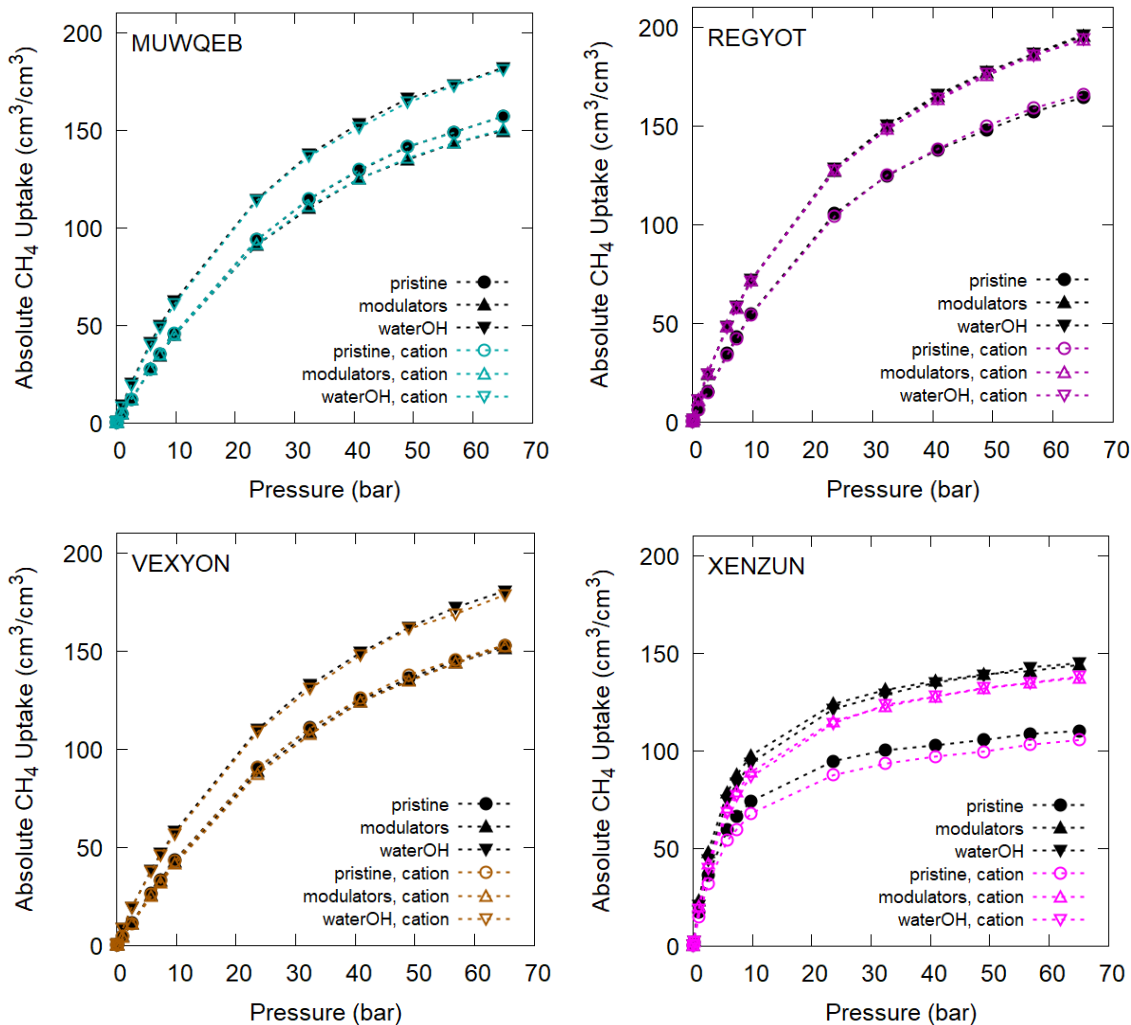 MUWQEB
Absolute CH4 Uptake (cm3/cm3)
200
150
100
50
0
pristine
modulators
waterOH
pristine, cation
modulators, cation
waterOH, cation
0 10 20 30 40 50 60 70
Pressure (bar)
REGYOT
Absolute CH4 Uptake (cm3/cm3)
200
150
100
50
0
pristine
modulators
waterOH
pristine, cation
modulators, cation
waterOH, cation
0 10 20 30 40 50 60 70
Pressure (bar)
VEXYON
Absolute CH4 Uptake (cm3/cm3)
200
150
100
50
0
pristine
modulators
waterOH
pristine, cation
modulators, cation
waterOH, cation
0 10 20 30 40 50 60 70
Pressure (bar)
XENZUN
Absolute CH4 Uptake (cm3/cm3)
200
150
100
50
0
pristine
modulators
waterOH
pristine, cation
modulators, cation
waterOH, cation
0 10 20 30 40 50 60 70
Pressure (bar)